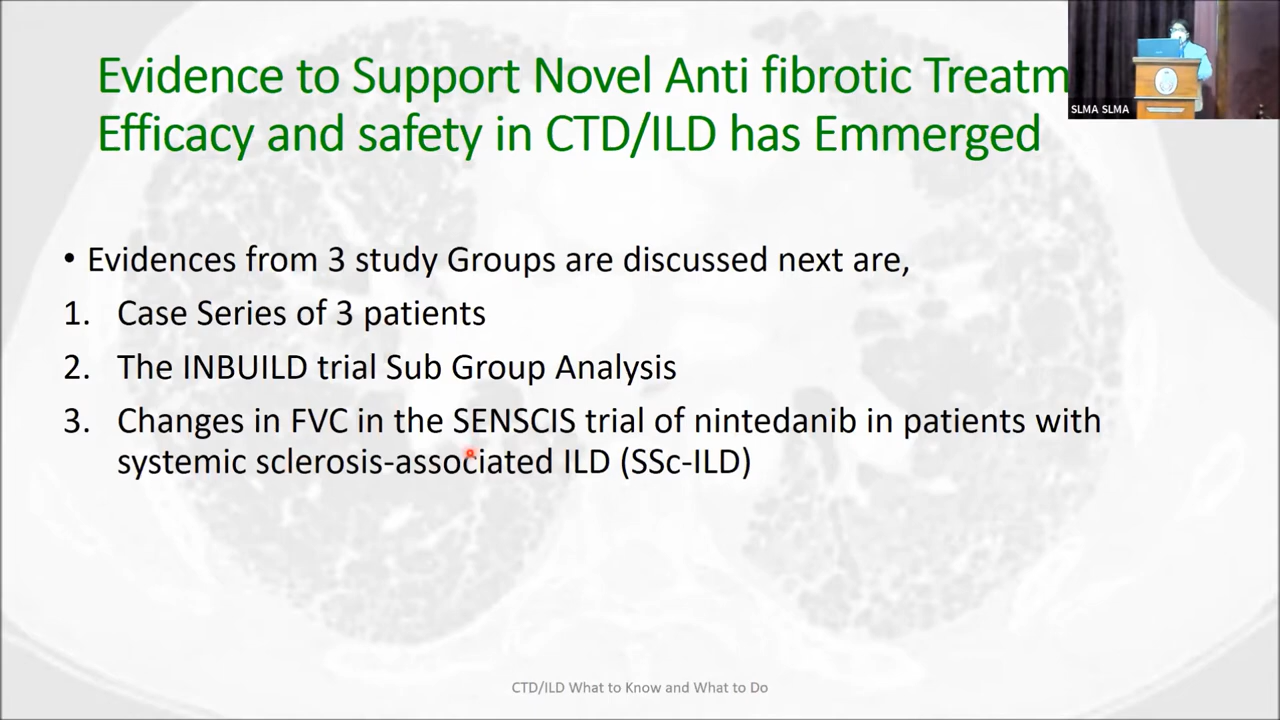 Evidence to Support Novel Anti fibrotic Treatm
Efficacy and safety in CTD/ILD has Emmerged
SLMA SLMA
• Evidences from 3 study Groups are discussed next are,
1. Case Series of 3 patients
2. The INBUILD trial Sub Group Analysis
3. Changes in FVC in the SENSCIS trial of nintedanib in patients with
systemic sclerosis-associated ILD (SSc-ILD)
CTD/ILD What to Know and What to Do